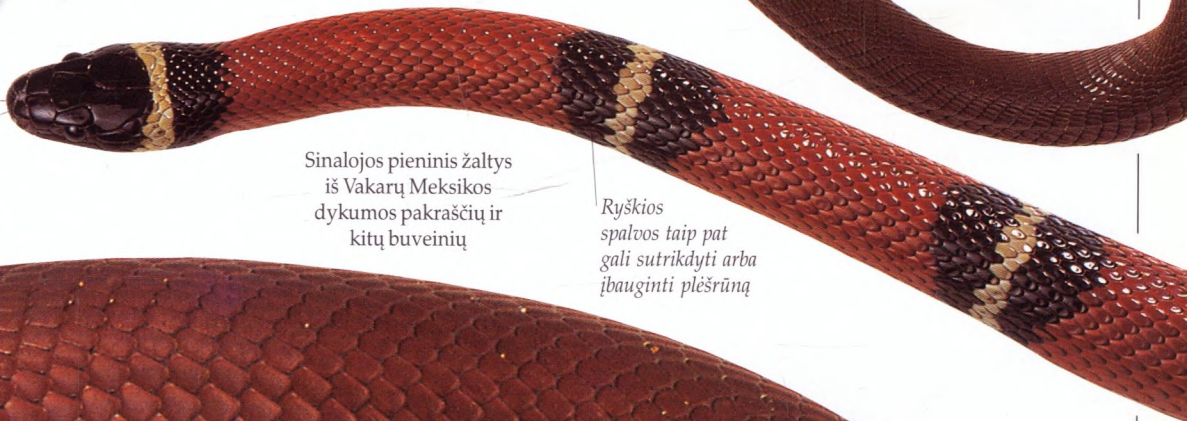 Sinalojos pieninis žaltys
iš Vakarų Meksikos
dykumos pakraščių ir
kitų buveinių
Ryškios
spalvos taip pat
gali sutrikdyti arba
įbauginti plėšrūną